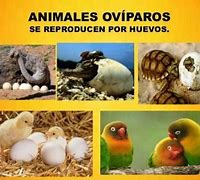 ANIMALES OVÍPAROS
SE REPRODUCEN POR HUEVOS.